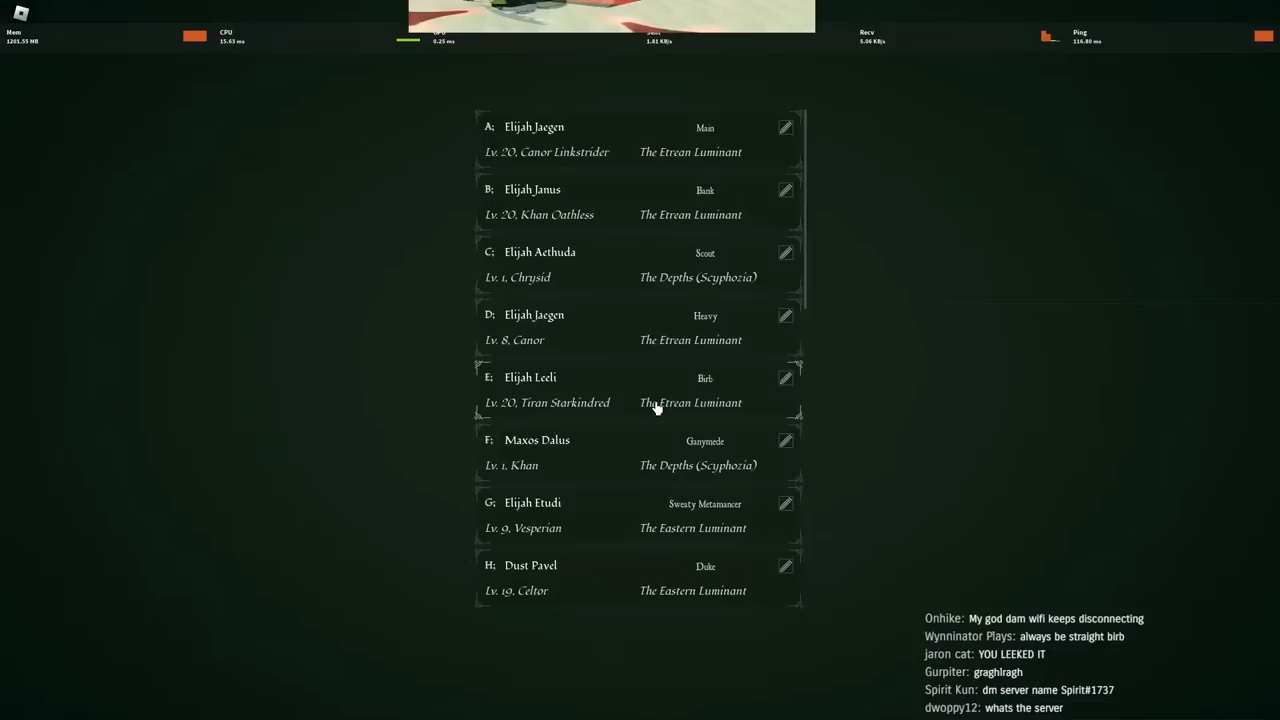 Mem
1201.55 MB
CPU
15.63 ms
0.25 ms
1.81 KB/s
Recv
5.06 KB/s
Ping
116.80 ms
A; Elijah Jaegen Main
Lv. 20, Canor Linkstrider The Etrean Luminant
B; Elijah Janus Bank
Lv. 20, Khan Oathless The Etrean Luminant
C; Elijah Aethuda Scout
Lv. 1, Chrysid The Depths (Scyphozia)
D; Elijah Jaegen Heavy
Lv. 8, Canor The Etrean Luminant
E; Elijah Leeli Birb
Lv. 20, Tiran Starkindred The Etrean Luminant
F; Maxos Dalus Ganymede
Lv. 1, Khan The Depths (Scyphozia)
G; Elijah Etudi Sweaty Metamancer
Lv. 9, Vesperian The Eastern Luminant
H; Dust Pavel Duke
Lv. 19, Celtor The Eastern Luminant
Onhike: My god dam wifi keeps disconnecting
Wynninator Plays: always be straight birb
jaron cat: YOU LEEKED IT
Gurpiter: graghlragh
Spirit Kun: dm server name Spirit#1737
dwoppy12: whats the server